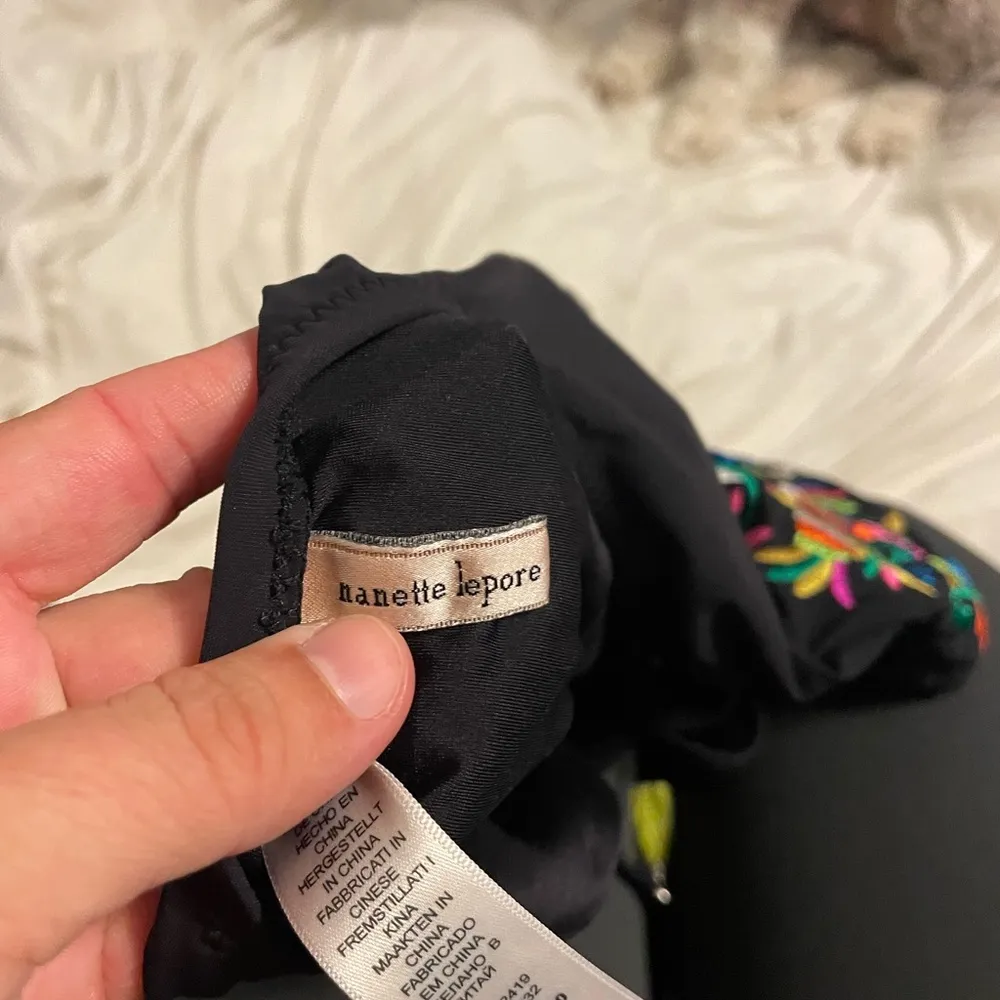 nanette lepore
HECHO EN
CHINA
HERGESTELLT
IN CHINA
FABBRICATI IN
CINESE
FREMSTILLATI I
KINA
MAAKTEN IN
CHINA
FABRICADO
EM CHINA